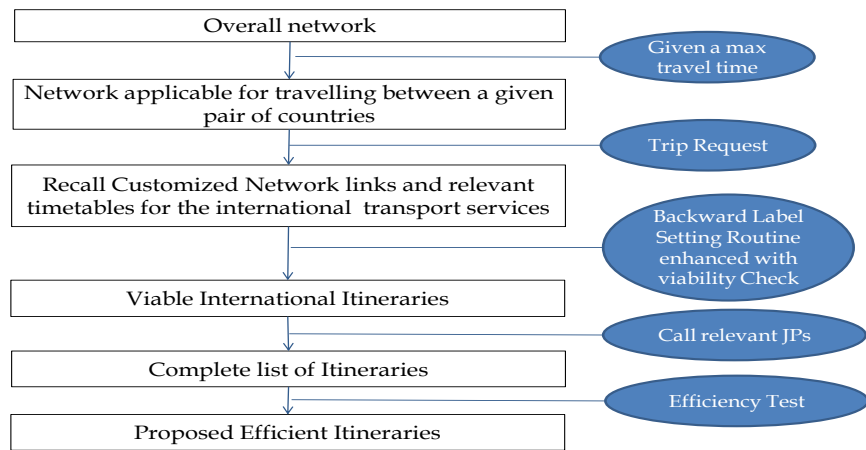 Overall network
Given a max
travel time
Network applicable for travelling between a given
pair of countries
Trip Request
Recall Customized Network links and relevant
timetables for the international transport services
Backward Label
Setting Routine
enhanced with
viability Check
Viable International Itineraries
Call relevant JPs
Complete list of Itineraries
Efficiency Test
Proposed Efficient Itineraries